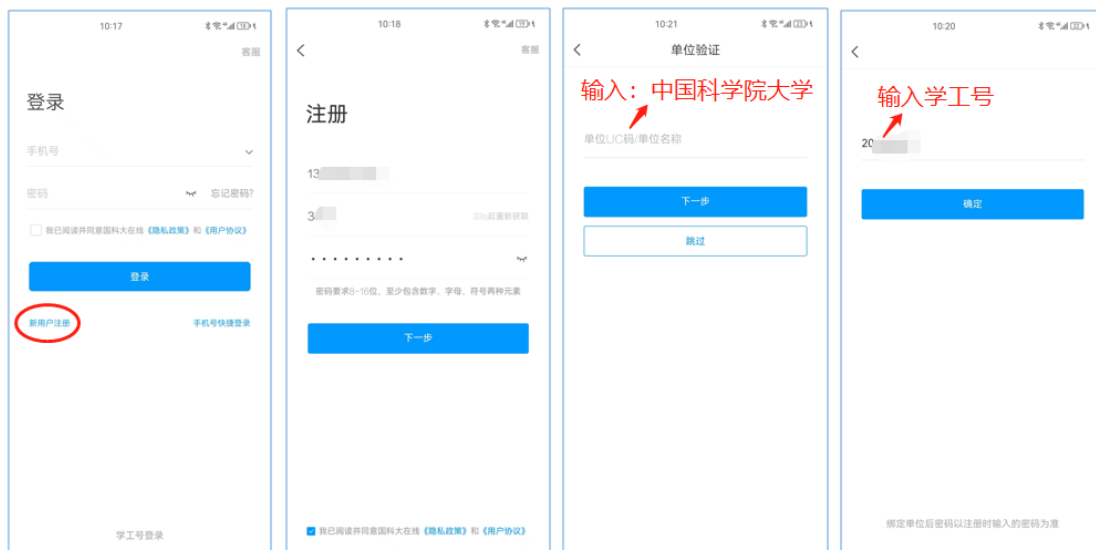 10:17
19
客服
登录
手机号
密码
忘记密码?
我已阅读并同意国科大在线《隐私政策》和《用户协议》
登录
新用户注册
手机号快捷登录
学工号登录
10:18
19
客服
注册
13
3
33s后重新获取
密码要求8-16位，至少包含数字、字母、符号两种元素
下一步
我已阅读并同意国科大在线《隐私政策》和《用户协议》
10:21
22
单位验证
输入：中国科学院大学
单位UC码/单位名称
下一步
跳过
10:20
22
输入学工号
20
确定
绑定单位后密码以注册时输入的密码为准